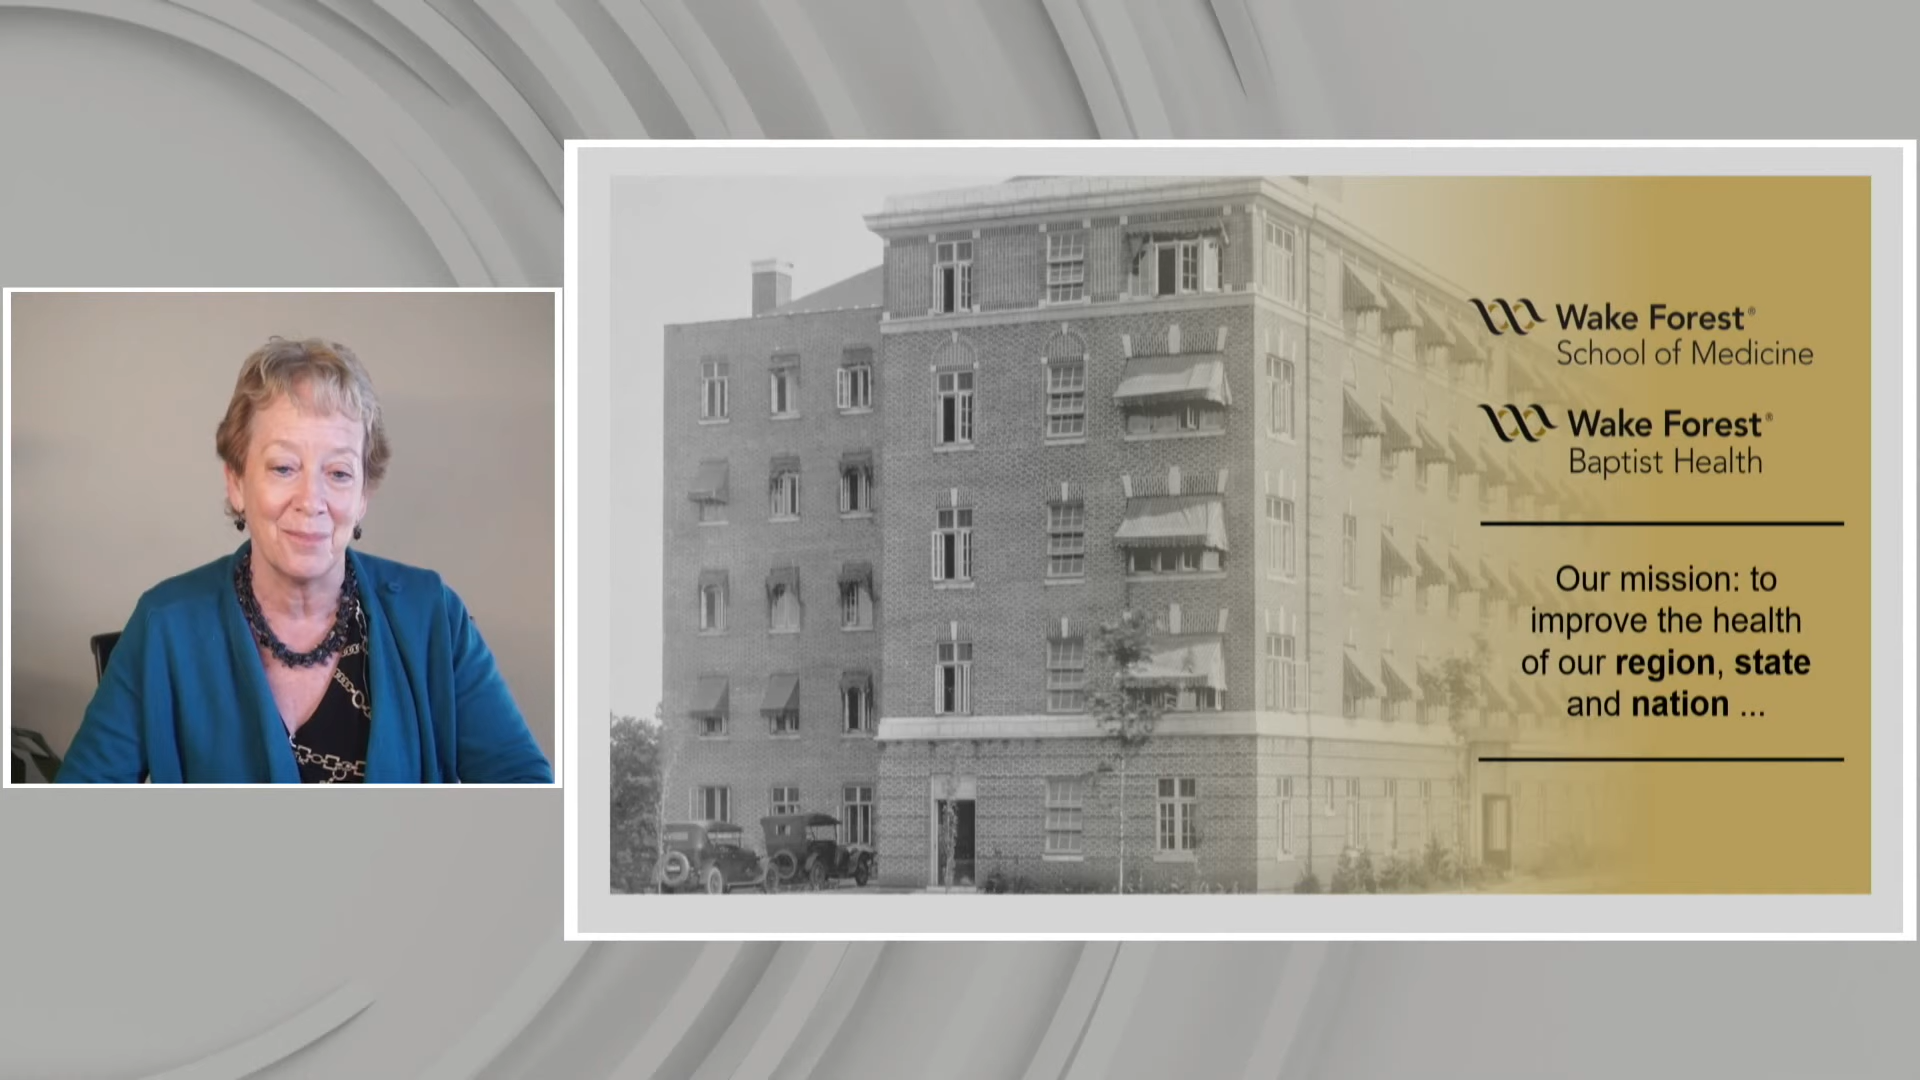 Wake Forest®
School of Medicine
Wake Forest®
Baptist Health
Our mission: to
improve the health
of our region, state
and nation ...